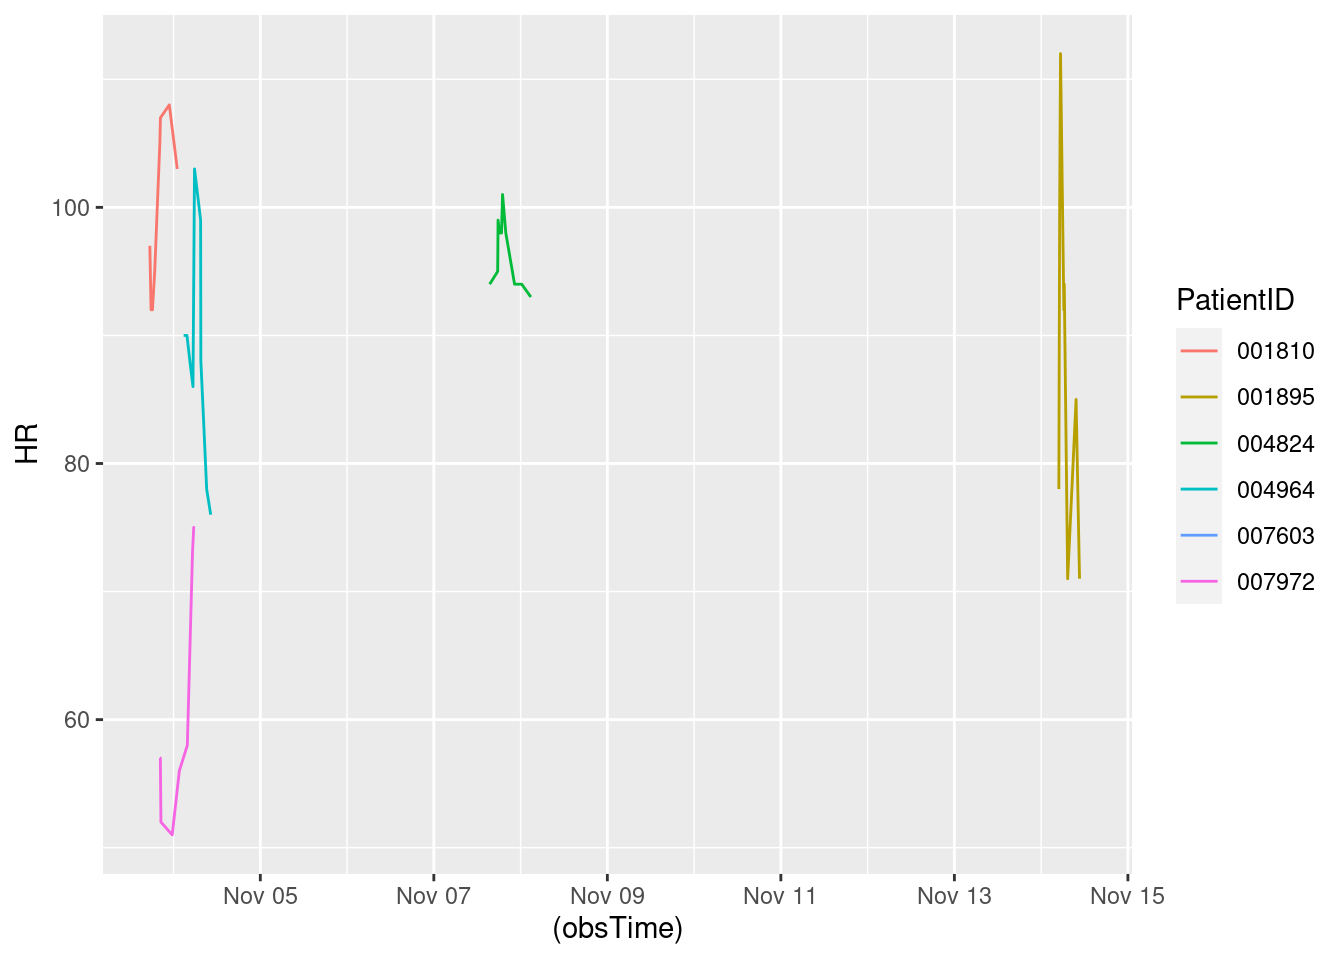 100
80
60
HR
Nov 05
Nov 07
Nov 09
Nov 11
Nov 13
Nov 15
(obsTime)
PatientID
001810
001895
004824
004964
007603
007972